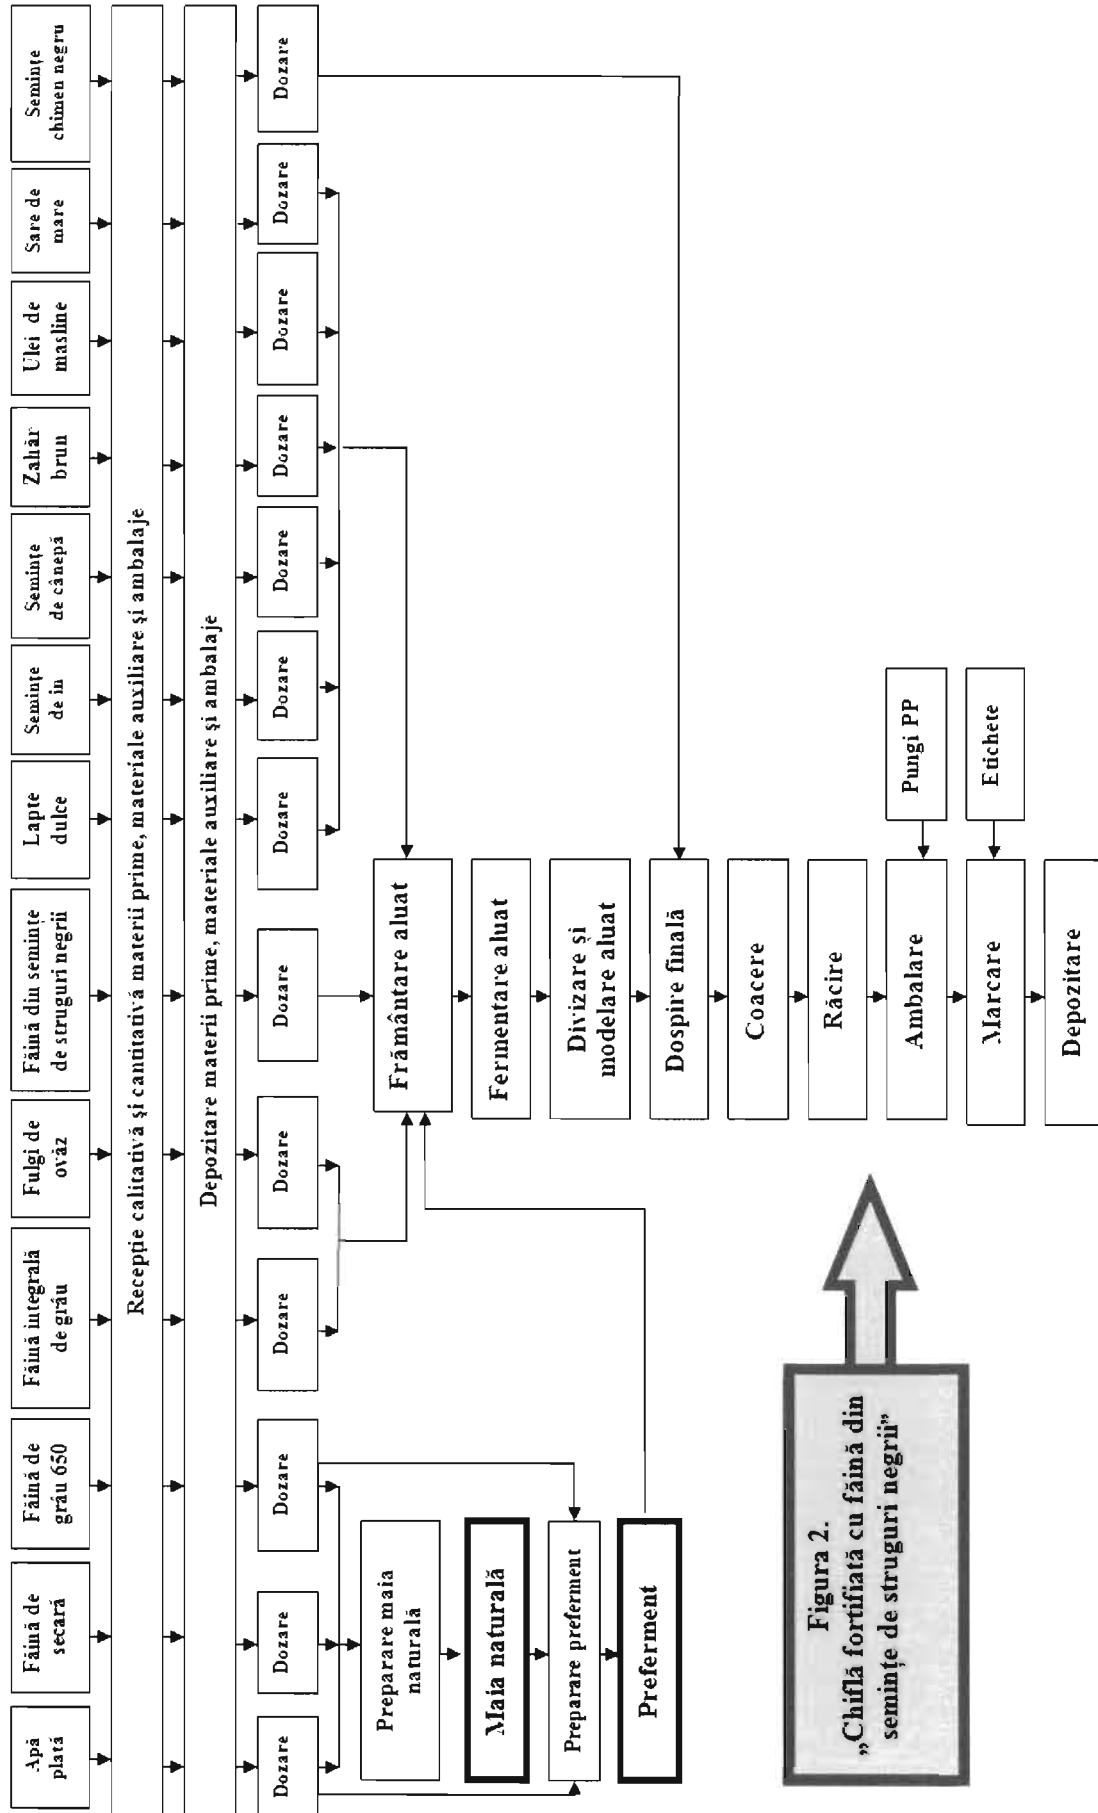 Apă
plată
Făină de
secară
Făină de
grâu 650
Făină integrală
de grâu
Fulgi de
ovăz
Făină din semințe
de struguri negrii
Lapte
dulce
Semințe
de in
Semințe
de cânepă
Zahăr
brun
Ulei de
masline
Sare de
mare
Semințe
chimen negru
Recepție calitativă și cantitativă materii prime, materiale auxiliare și ambalaje
Depozitare materii prime, materiale auxiliare și ambalaje
Dozare
Dozare
Dozare
Dozare
Dozare
Dozare
Dozare
Dozare
Dozare
Dozare
Dozare
Dozare
Dozare
Preparare maia
naturală
Maia naturală
Preparare preferment
Preferment
Frământare aluat
Fermentare aluat
Divizare și
modelare aluat
Dospire finală
Coacere
Răcire
Ambalare
Pungi PP
Marcare
Etichete
Depozitare
Figura 2.
„Chiflă fortifiată cu făină din
semințe de struguri negrii”